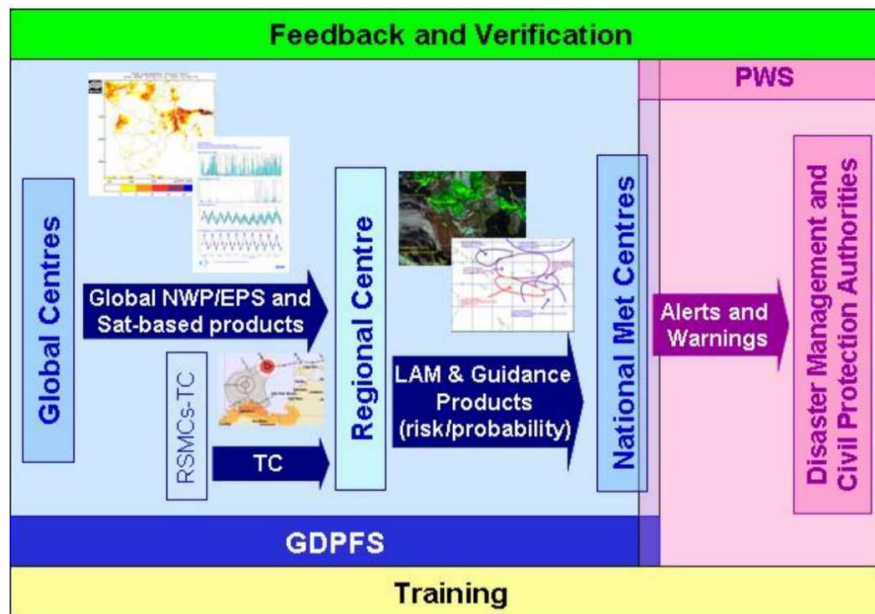 Feedback and Verification
PWS
Global Centres
Global NWP/EPS and
Sat-based products
RSMCs-TC
TC
Regional Centre
LAM & Guidance
Products
(risk/probability)
National Met Centres
Alerts and
Warnings
Disaster Management and
Civil Protection Authorities
GDPFS
Training